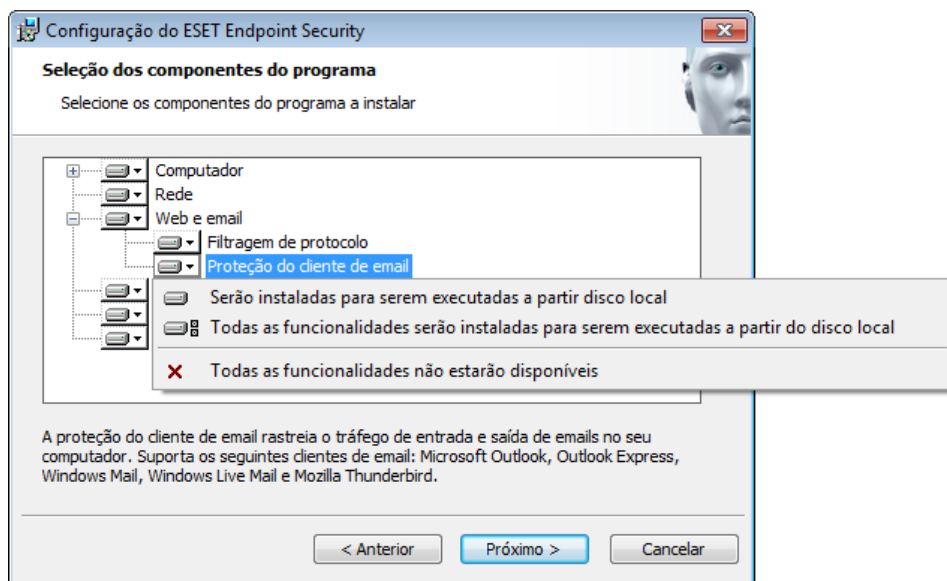 Configuração do ESET Endpoint Security
Seleção dos componentes do programa
Selecione os componentes do programa a instalar
Computador
Rede
Web e email
Filtragem de protocolo
Proteção do cliente de email
Serão instaladas para serem executadas a partir disco local
Todas as funcionalidades serão instaladas para serem executadas a partir do disco local
Todas as funcionalidades não estarão disponíveis
A proteção do cliente de email rastreia o tráfego de entrada e saída de emails no seu
computador. Suporta os seguintes clientes de email: Microsoft Outlook, Outlook Express,
Windows Mail, Windows Live Mail e Mozilla Thunderbird.
< Anterior
Próximo >
Cancelar